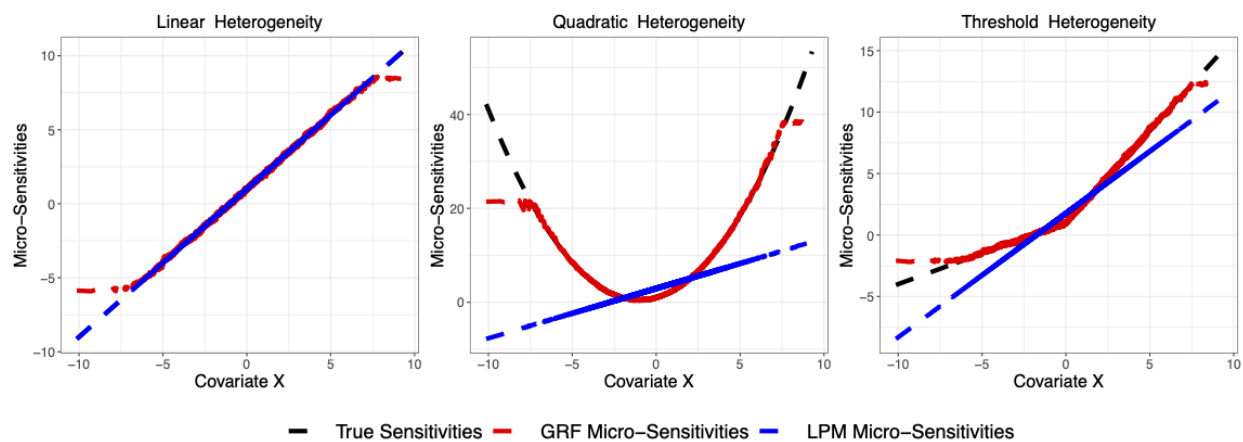 Linear Heterogeneity
Quadratic Heterogeneity
Threshold Heterogeneity
Micro−Sensitivities
10
5
0
−5
−10
−10
−5
0
5
10
Covariate X
Micro−Sensitivities
40
20
0
−10
−5
0
5
10
Covariate X
Micro−Sensitivities
15
10
5
0
−5
−10
−5
0
5
10
Covariate X
True Sensitivities
GRF Micro−Sensitivities
LPM Micro−Sensitivities